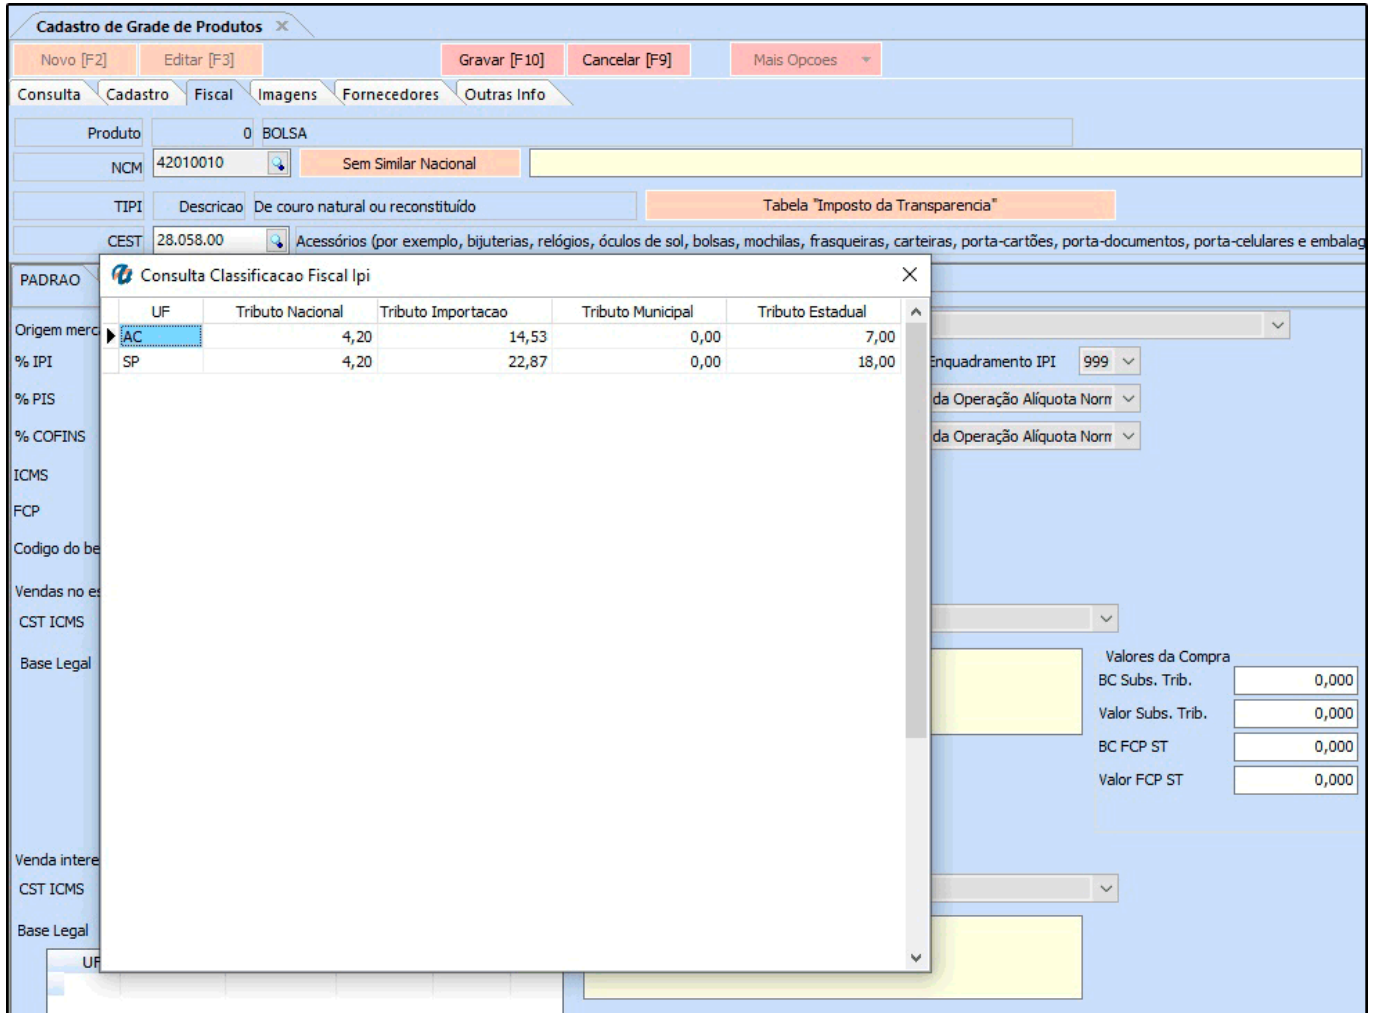 Cadastro de Grade de Produtos
Novo [F2] Editar [F3] Gravar [F10] Cancelar [F9] Mais Opcoes
Consulta Cadastro Fiscal Imagens Fornecedores Outras Info
Produto 0 BOLSA
NCM 42010010 Sem Similar Nacional
TIPI Descricao De couro natural ou reconstituído Tabela "Imposto da Transparencia"
CEST 28.058.00 Acessórios (por exemplo, bijuterias, relógios, óculos de sol, bolsas, mochilas, frasqueiras, carteiras, porta-cartões, porta-documentos, porta-celulares e embalag
PADRAO Consulta Classificacao Fiscal Ipi
UF Tributo Nacional Tributo Importacao Tributo Municipal Tributo Estadual
Origem merca AC 4,20 14,53 0,00 7,00
% IPI SP 4,20 22,87 0,00 18,00 Enquadramento IPI 999
% PIS da Operação Alíquota Norm
% COFINS da Operação Alíquota Norm
ICMS
FCP
Codigo do be
Vendas no es
CST ICMS
Base Legal Valores da Compra
BC Subs. Trib. 0,000
Valor Subs. Trib. 0,000
BC FCP ST 0,000
Valor FCP ST 0,000
Venda intere
CST ICMS
Base Legal
UF